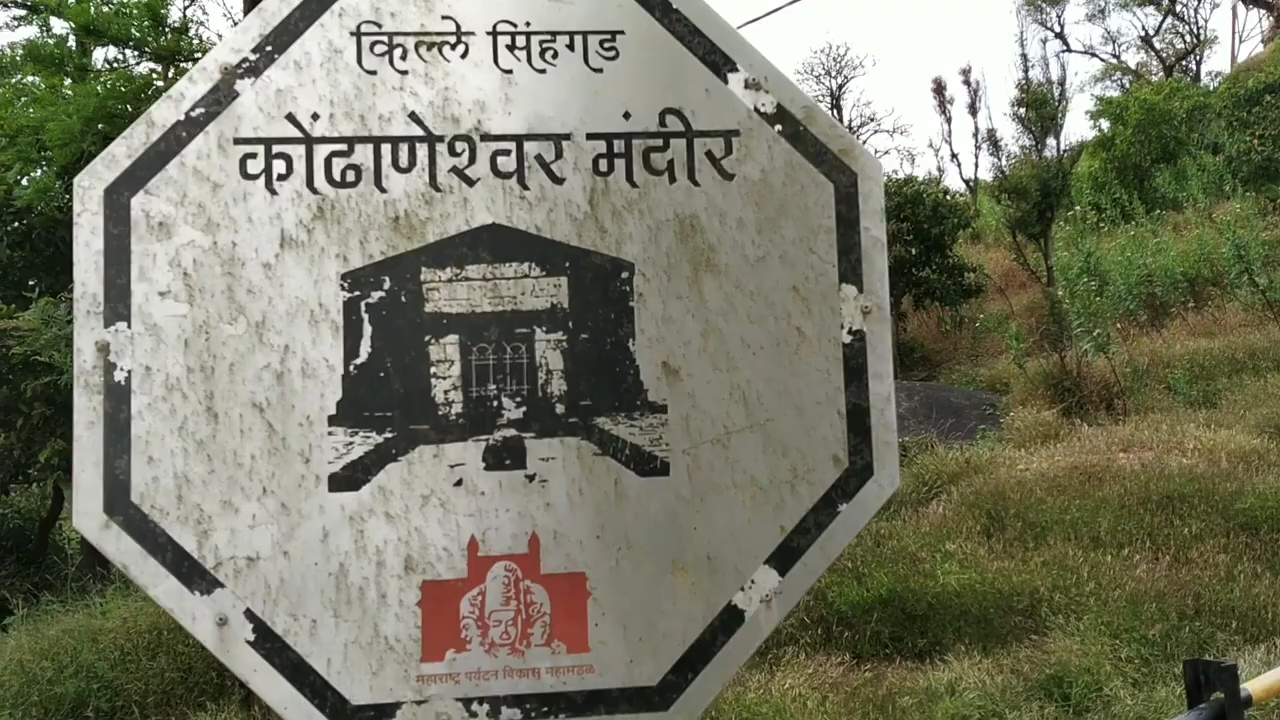 किल्ले सिंहगड
कोंढाणेश्वर मंदीर
महाराष्ट्र पर्यटन विकास महामंडळ